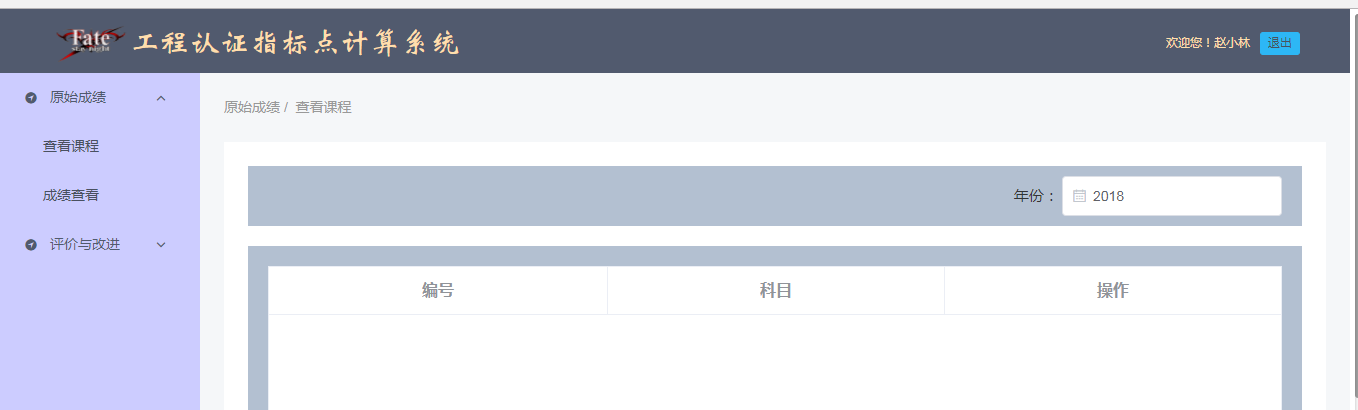 Fate 工程认证指标点计算系统
欢迎您！赵小林 退出
原始成绩
原始成绩 / 查看课程
查看课程
成绩查看
年份： 2018
评价与改进
编号 科目 操作